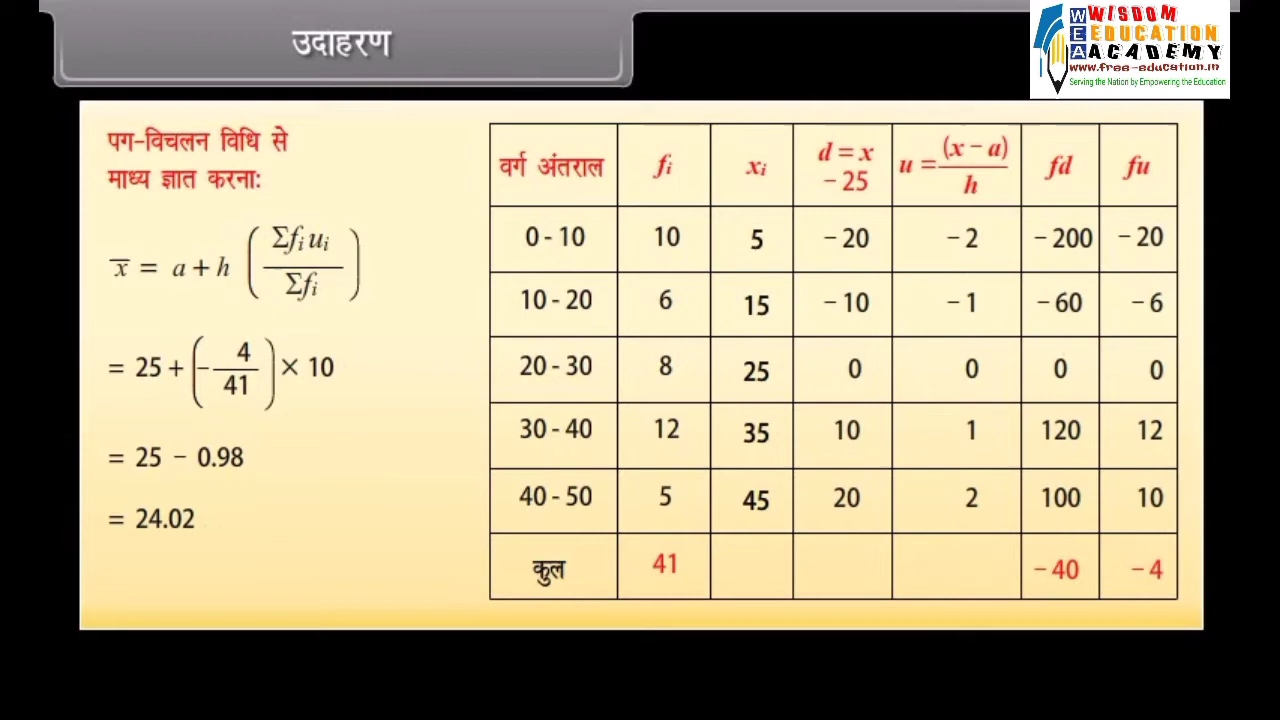 उदाहरण
WISDOM
EDUCATION
ACADEMY
WEA
www.free-education.in
Serving the Nation by Empowering the Education
पग-विचलन विधि से
माध्य ज्ञात करना:
x̄ = a + h ( Σfᵢuᵢ / Σfᵢ )
= 25 + ( - 4 / 41 ) × 10
= 25 - 0.98
= 24.02
वर्ग अंतराल fᵢ xᵢ d = x - 25 u = (x - a) / h fd fu
0 - 10 10 5 - 20 - 2 - 200 - 20
10 - 20 6 15 - 10 - 1 - 60 - 6
20 - 30 8 25 0 0 0 0
30 - 40 12 35 10 1 120 12
40 - 50 5 45 20 2 100 10
कुल 41 - 40 - 4